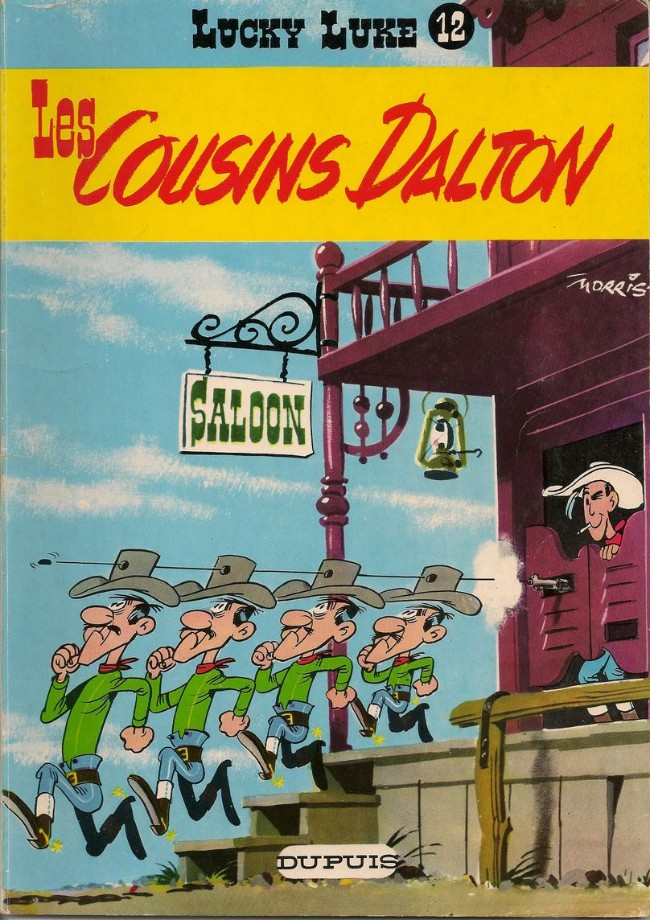 LUCKY LUKE 12
Les COUSINS DALTON
MORRIS
SALOON
DUPUIS